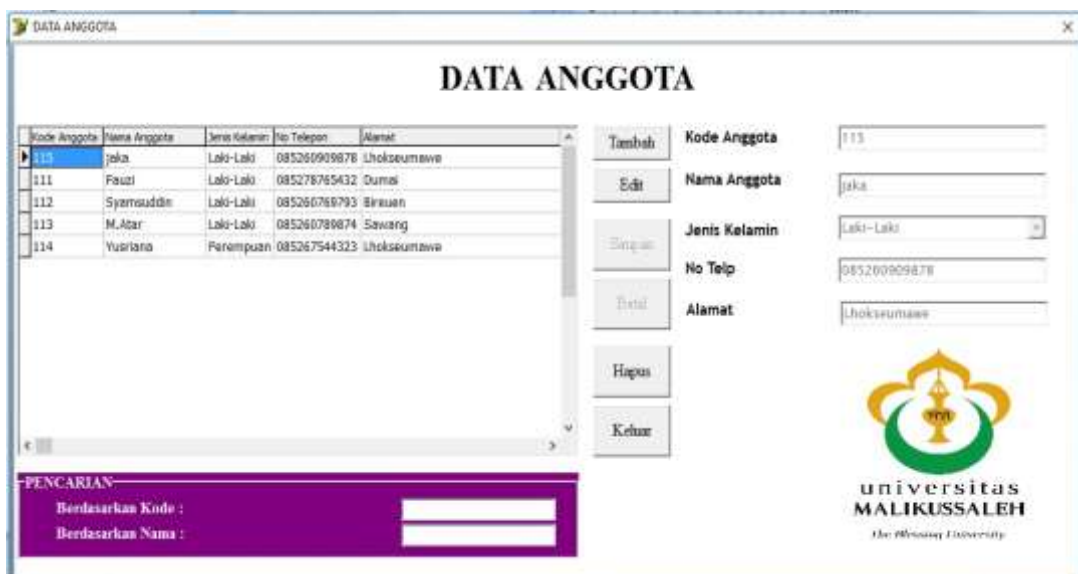 DATA ANGGOTA
DATA ANGGOTA
Kode Anggota Nama Anggota Jenis Kelamin No Telepon Alamat
115 jaka Laki-Laki 085260909878 Lhokseumawe
111 Fauzi Laki-Laki 085278765432 Dumai
112 Syamsuddin Laki-Laki 085260769793 Bireuen
113 M.Atar Laki-Laki 085260789874 Sawang
114 Yusriana Perempuan 085267544323 Lhokseumawe
Tambah
Edit
Simpan
Batal
Hapus
Keluar
Kode Anggota 115
Nama Anggota jaka
Jenis Kelamin Laki-Laki
No Telp 085260909878
Alamat Lhokseumawe
PENCARIAN
Berdasarkan Kode :
Berdasarkan Nama :
universitas
MALIKUSSALEH
The Blessing University